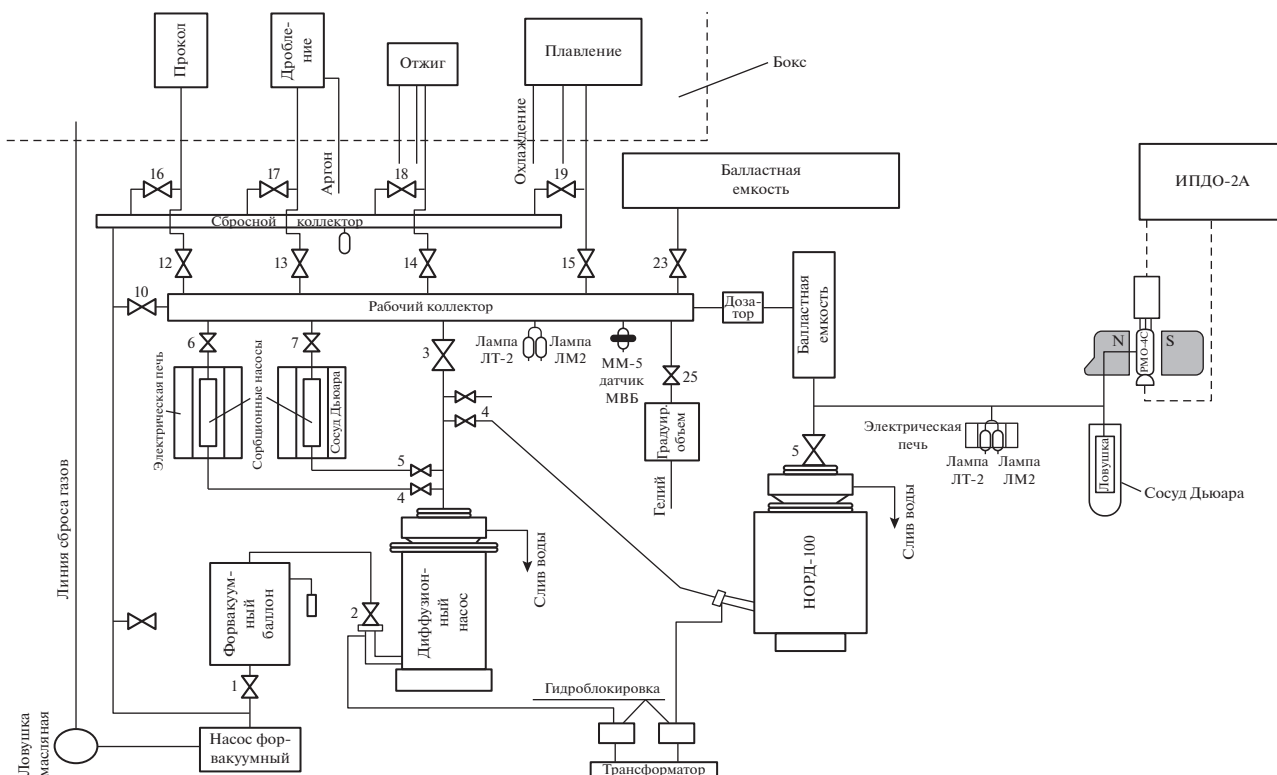 Прокол
Дробле-
ние
Отжиг
Плавление
Бокс
Аргон
Охлаждение
Балластная
емкость
ИПДО-2А
16
17
18
19
Сбросной коллектор
12
13
14
15
23
10
Рабочий коллектор
Доза-
тор
Балластная
емкость
N
S
РМО-4С
6
7
3
Лампа
ЛТ-2
Лампа
ЛМ2
ММ-5
датчик
МВБ
25
Электрическая печь
Сорбционные насосы
Сосуд Дьюара
4
Градуир.
объем
5
4
Гелий
5
Электрическая
печь
Лампа
ЛТ-2
Лампа
ЛМ2
Ловушка
Сосуд Дьюара
Слив воды
Слив воды
Линия сброса газов
Форвакуум-
ный
баллон
2
Диффузион-
ный
насос
НОРД-100
1
Гидроблокировка
Ловушка
масляная
Насос фор-
вакуумный
Трансформатор